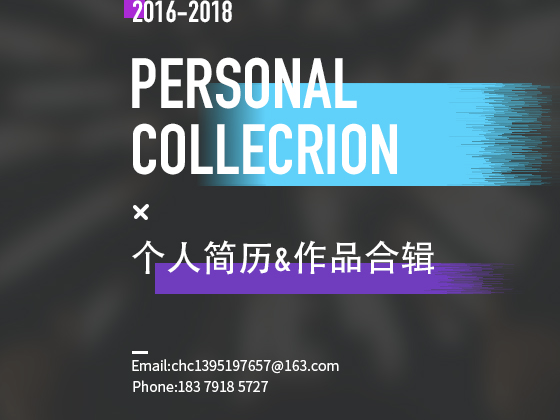 2016-2018
PERSONAL
COLLECRION
×
个人简历&作品合辑
Email:chc1395197657@163.com
Phone:183 7918 5727